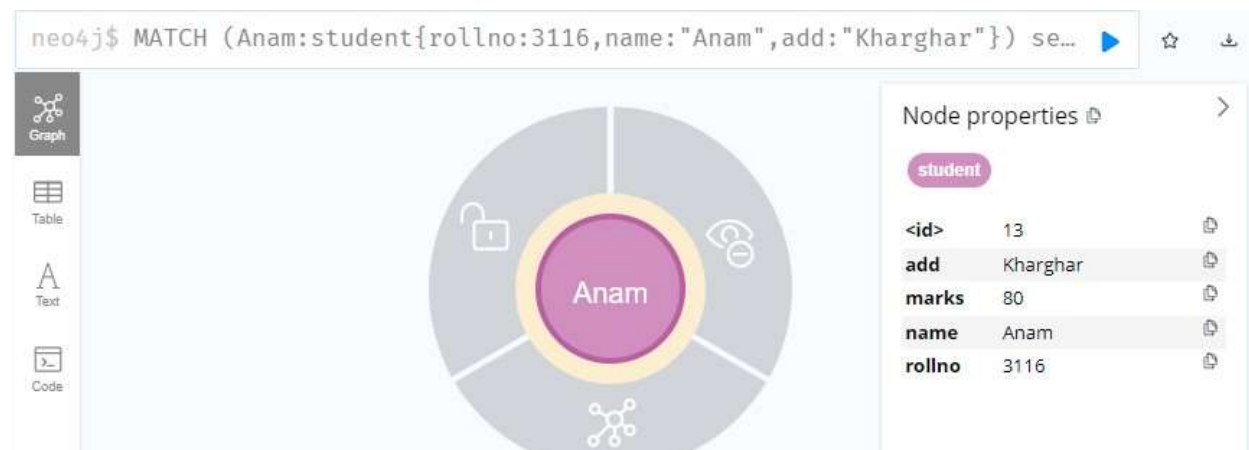 neo4j$ MATCH (Anam:student{rollno:3116,name:"Anam",add:"Kharghar"}) se…
Graph
Table
Text
Code
Anam
Node properties
student
<id> 13
add Kharghar
marks 80
name Anam
rollno 3116